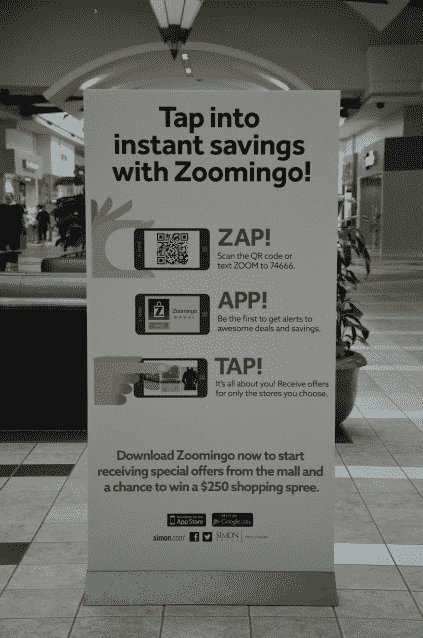 Tap into
instant savings
with Zoomingo!
ZAP!
Scan the QR code or
text ZOOM to 74666.
APP!
Zoomingo
Be the first to get alerts to
awesome deals and savings.
TAP!
It's all about you! Receive offers
for only the stores you choose.
Download Zoomingo now to start
receiving special offers from the mall and
a chance to win a $250 shopping spree.
App Store
Google play
simon.com
SIMON